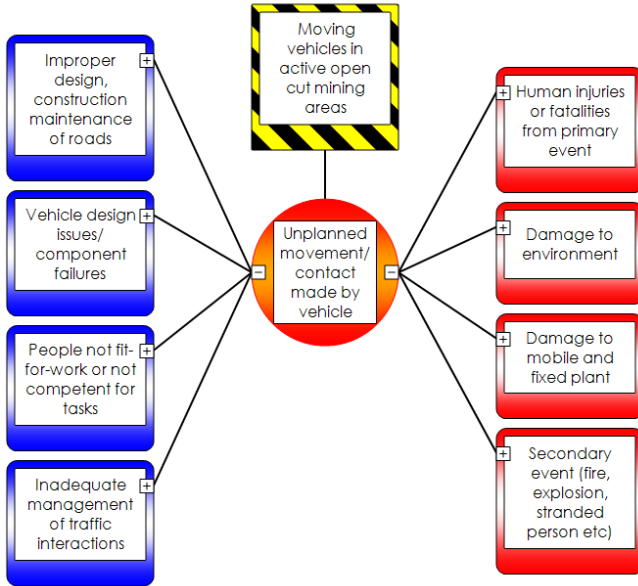 Moving
vehicles in
active open
cut mining
areas
Improper
design,
construction
maintenance
of roads
Vehicle design
issues/
component
failures
People not fit-
for-work or not
competent for
tasks
Inadequate
management
of traffic
interactions
Unplanned
movement/
contact
made by
vehicle
Human injuries
or fatalities
from primary
event
Damage to
environment
Damage to
mobile and
fixed plant
Secondary
event (fire,
explosion,
stranded
person etc)